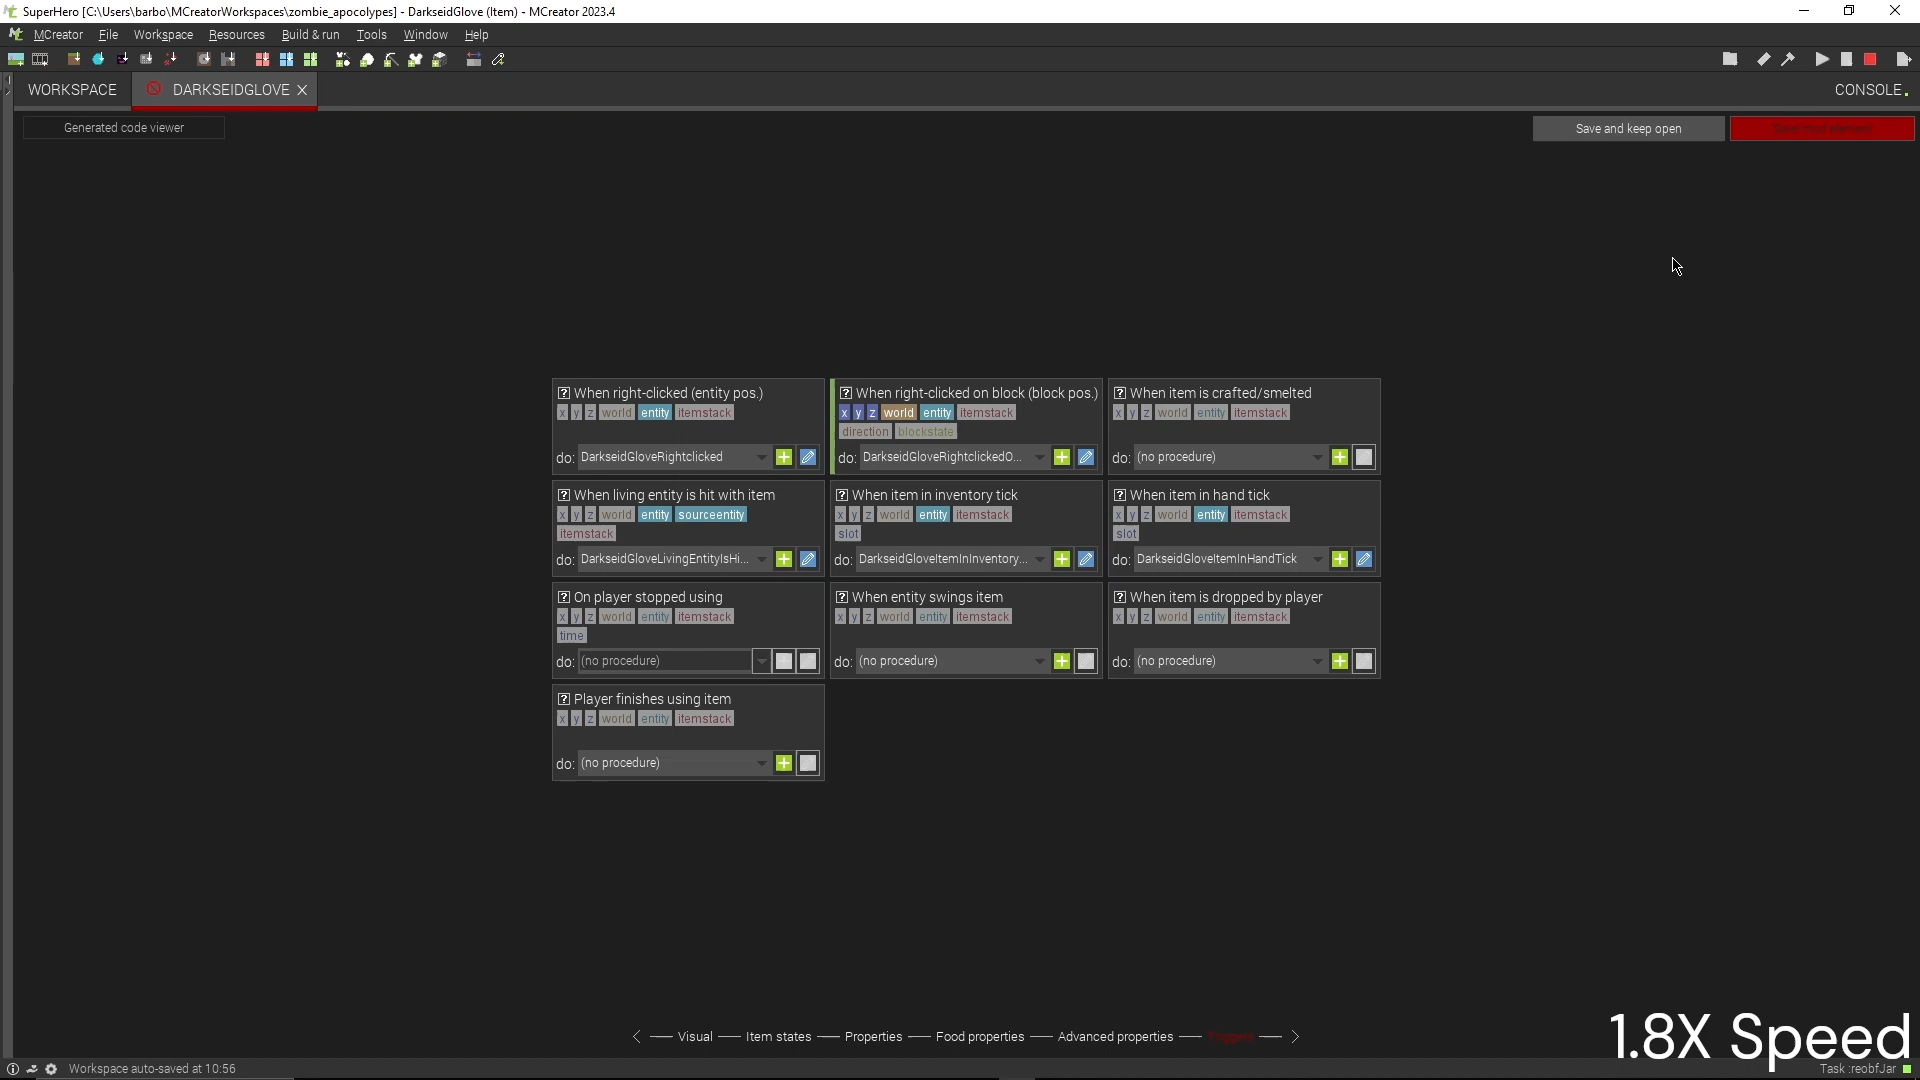 SuperHero [C:\Users\barbo\MCreatorWorkspaces\zombie_apocolypes] - DarkseidGlove (Item) - MCreator 2023.4
MCreator File Workspace Resources Build & run Tools Window Help
WORKSPACE DARKSEIDGLOVE CONSOLE
Generated code viewer Save and keep open Save mod element
When right-clicked (entity pos.)
x y z world entity itemstack
do: DarkseidGloveRightclicked
When right-clicked on block (block pos.)
x y z world entity itemstack
direction blockstate
do: DarkseidGloveRightclickedO...
When item is crafted/smelted
x y z world entity itemstack
do: (no procedure)
When living entity is hit with item
x y z world entity sourceentity
itemstack
do: DarkseidGloveLivingEntityIsHi...
When item in inventory tick
x y z world entity itemstack
slot
do: DarkseidGloveItemInInventory...
When item in hand tick
x y z world entity itemstack
slot
do: DarkseidGloveItemInHandTick
On player stopped using
x y z world entity itemstack
time
do: (no procedure)
When entity swings item
x y z world entity itemstack
do: (no procedure)
When item is dropped by player
x y z world entity itemstack
do: (no procedure)
Player finishes using item
x y z world entity itemstack
do: (no procedure)
Visual Item states Properties Food properties Advanced properties Triggers
1.8X Speed
Workspace auto-saved at 10:56 Task :reobfJar